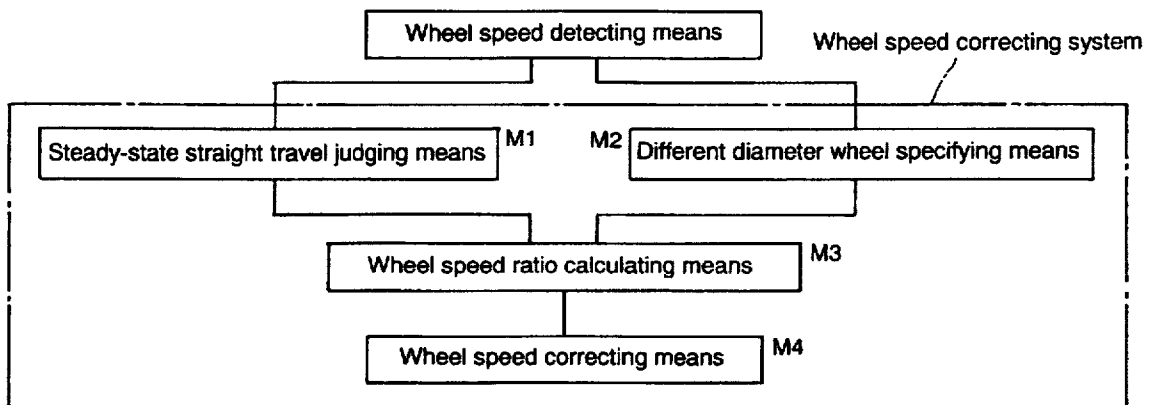 Wheel speed detecting means
Wheel speed correcting system
Steady-state straight travel judging means
M1
M2
Different diameter wheel specifying means
Wheel speed ratio calculating means
M3
Wheel speed correcting means
M4